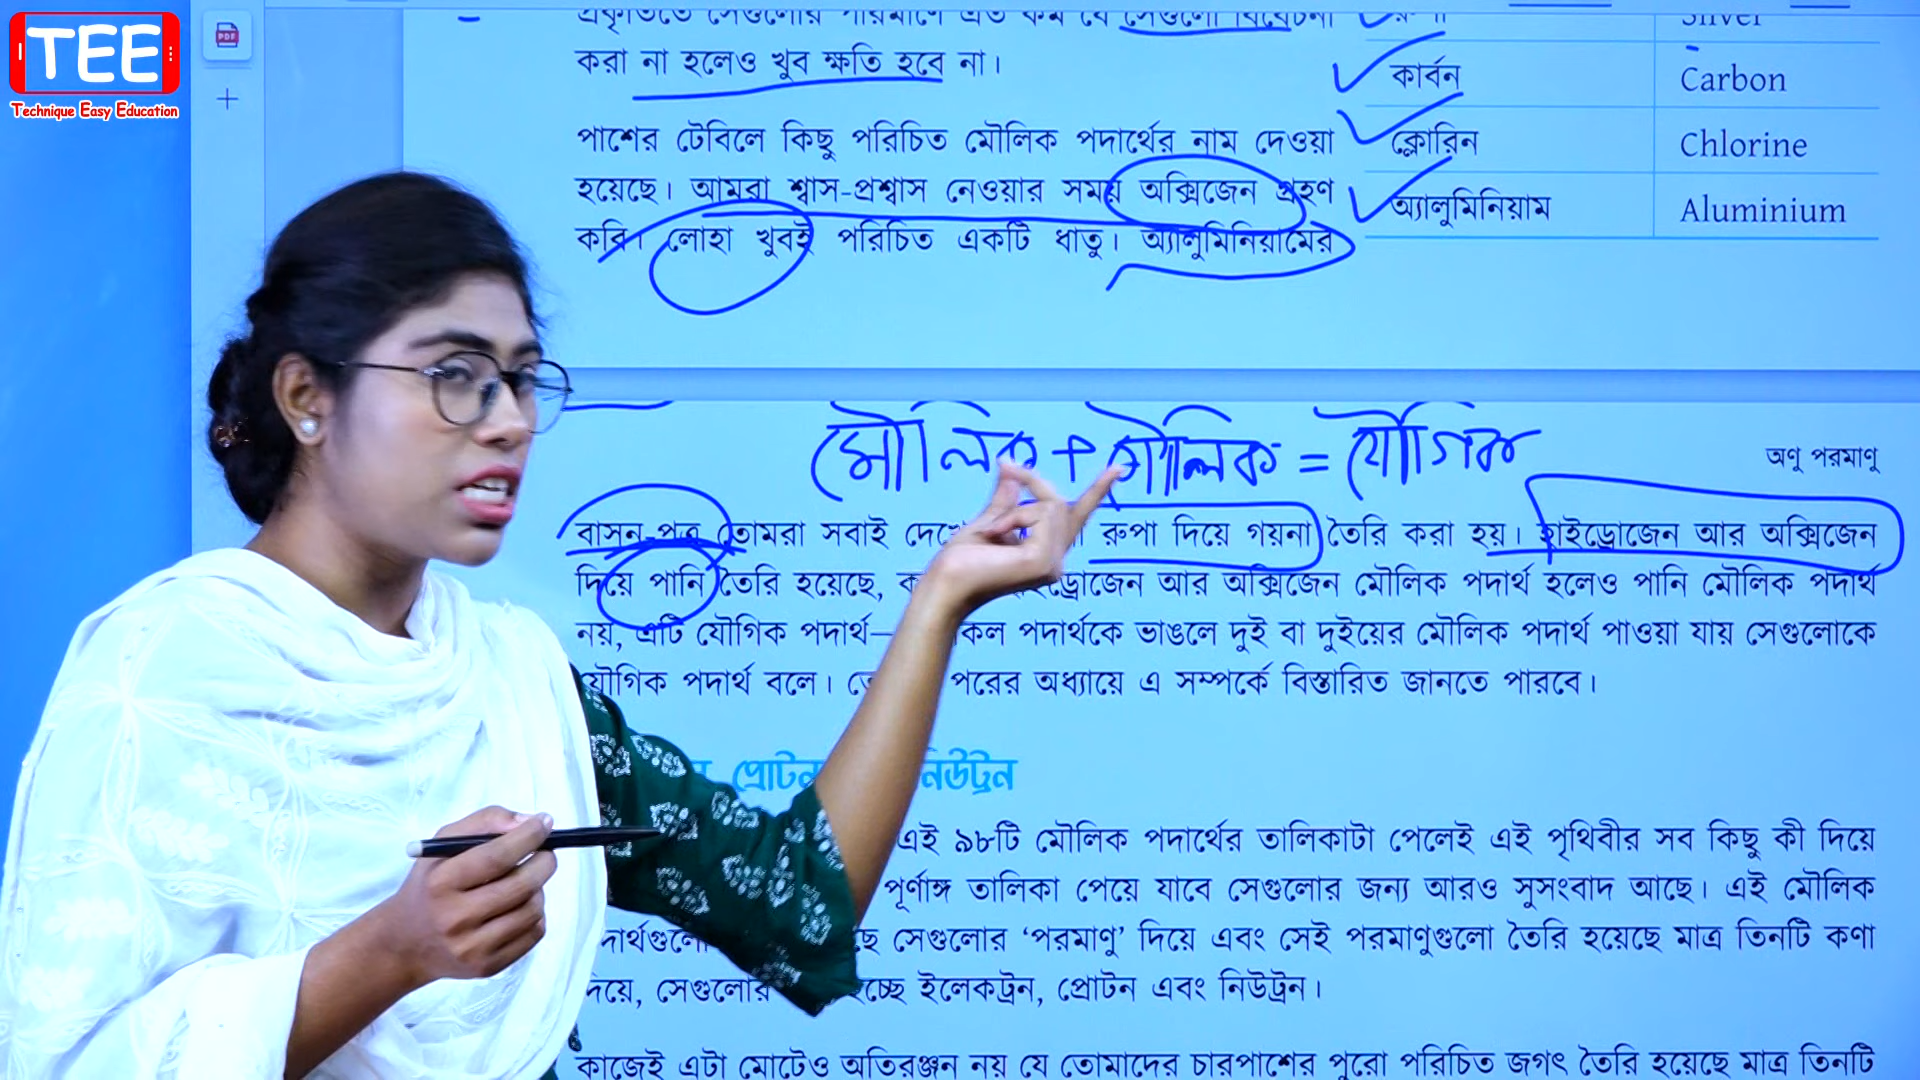 TEE
Technique Easy Education
PDF
করা না হলেও খুব ক্ষতি হবে না।
পাশের টেবিলে কিছু পরিচিত মৌলিক পদার্থের নাম দেওয়া
হয়েছে। আমরা শ্বাস-প্রশ্বাস নেওয়ার সময় অক্সিজেন গ্রহণ
করি। লোহা খুবই পরিচিত একটি ধাতু। অ্যালুমিনিয়ামের
Silver
কার্বন Carbon
ক্লোরিন Chlorine
অ্যালুমিনিয়াম Aluminium
মৌলিক + মৌলিক = যৌগিক
অণু পরমাণু
বাসন-পত্র তোমরা সবাই রুপা দিয়ে গয়না তৈরি করা হয়। হাইড্রোজেন আর অক্সিজেন
দিয়ে পানি তৈরি হয়েছে, আর অক্সিজেন মৌলিক পদার্থ হলেও পানি মৌলিক পদার্থ
নয়, এটি যৌগিক পদার্থ— পদার্থকে ভাঙলে দুই বা দুইয়ের মৌলিক পদার্থ পাওয়া যায় সেগুলোকে
যৌগিক পদার্থ বলে। পরের অধ্যায়ে এ সম্পর্কে বিস্তারিত জানতে পারবে।
প্রোটন নিউট্রন
এই ৯৮টি মৌলিক পদার্থের তালিকাটা পেলেই এই পৃথিবীর সব কিছু কী দিয়ে
পূর্ণাঙ্গ তালিকা পেয়ে যাবে সেগুলোর জন্য আরও সুসংবাদ আছে। এই মৌলিক
সেগুলোর ‘পরমাণু’ দিয়ে এবং সেই পরমাণুগুলো তৈরি হয়েছে মাত্র তিনটি কণা
দিয়ে, সেগুলোর হচ্ছে ইলেকট্রন, প্রোটন এবং নিউট্রন।
কাজেই এটা মোটেও অতিরঞ্জন নয় যে তোমাদের চারপাশের পুরো পরিচিত জগৎ তৈরি হয়েছে মাত্র তিনটি